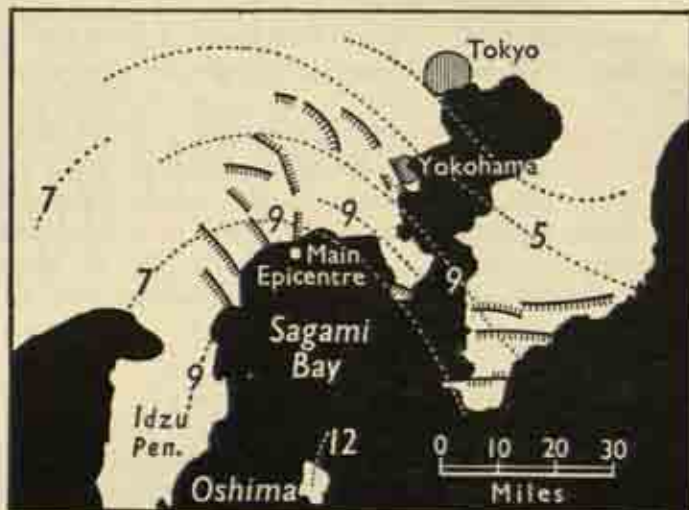 Tokyo
Yokohama
7
9
9
5
Main
Epicentre
9
7
Sagami
Bay
9
Idzu
Pen.
12
Oshima
0 10 20 30
Miles